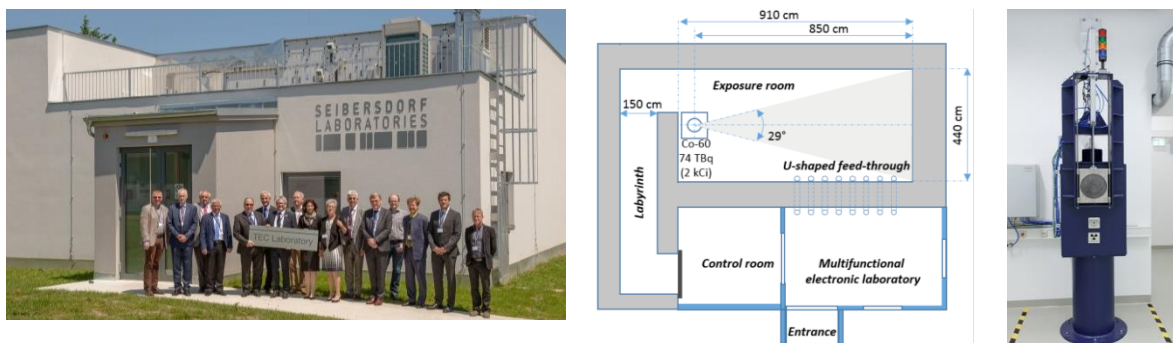 SEIBERSDORF
LABORATORIES
TEC Laboratory
910 cm
850 cm
Exposure room
150 cm
29°
Co-60
74 TBq
(2 kCi)
440 cm
U-shaped feed-through
Labyrinth
Control room
Multifunctional
electronic laboratory
Entrance